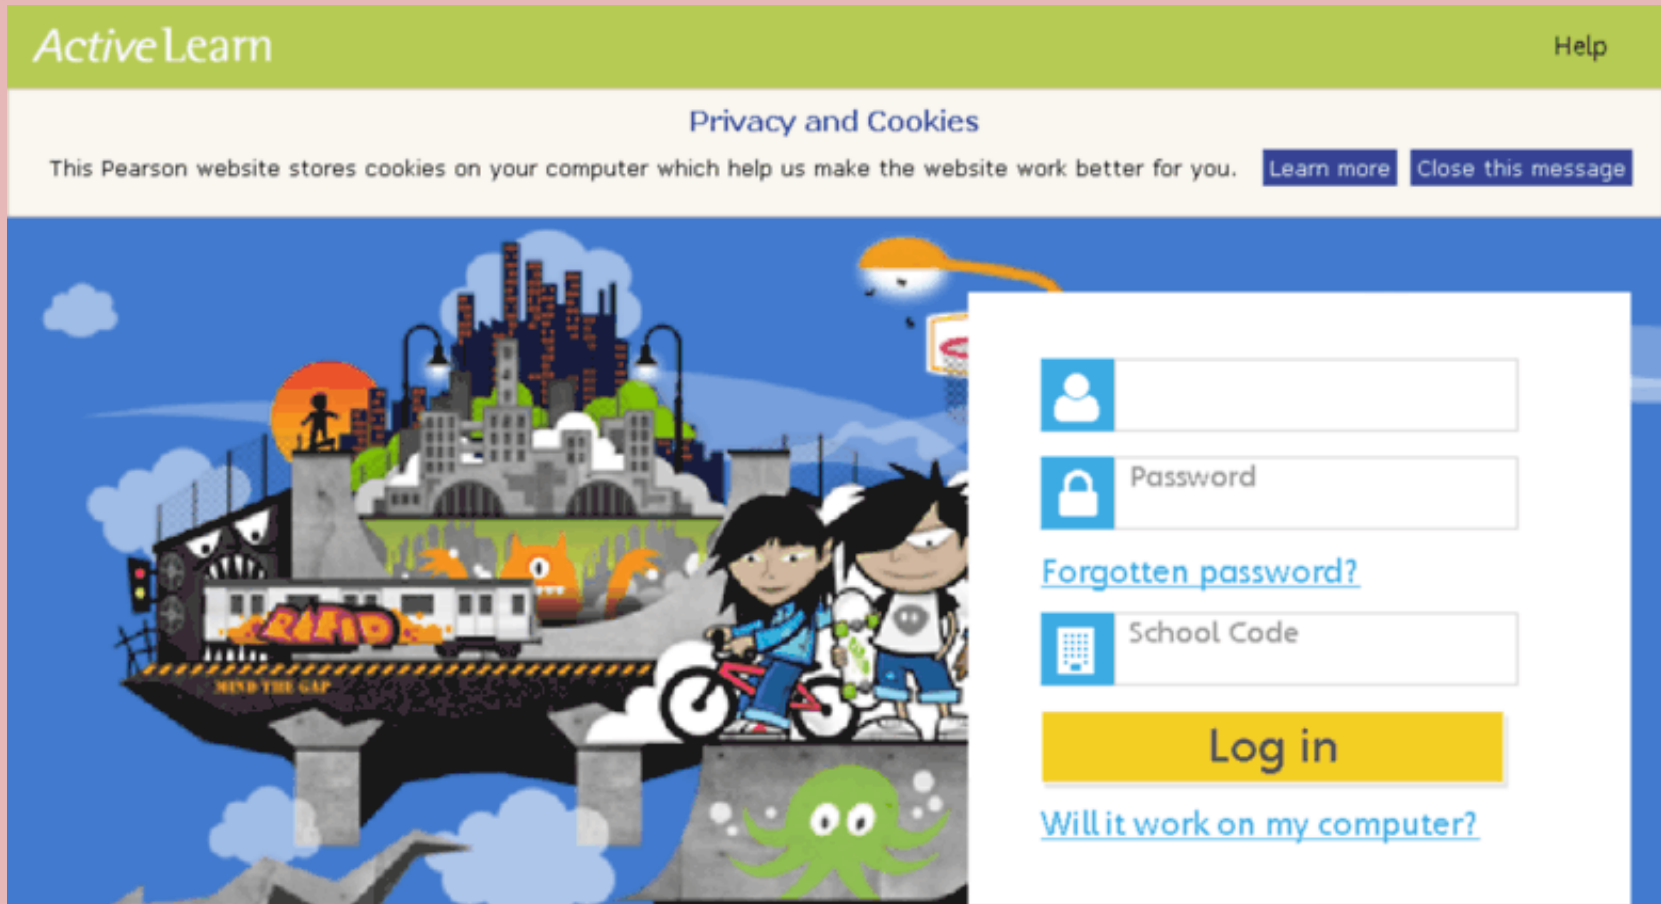 ActiveLearn
Help
Privacy and Cookies
This Pearson website stores cookies on your computer which help us make the website work better for you. Learn more Close this message
Password
Forgotten password?
School Code
Log in
Will it work on my computer?
MIND THE GAP